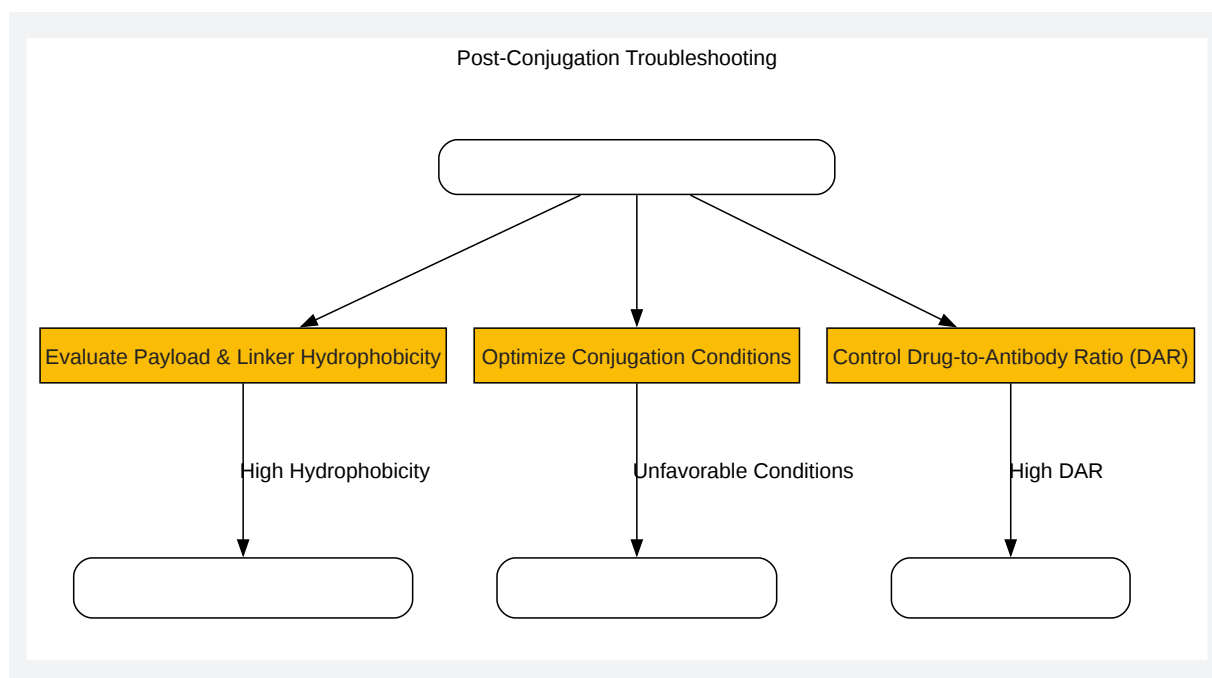 Post-Conjugation Troubleshooting
Evaluate Payload & Linker Hydrophobicity
Optimize Conjugation Conditions
Control Drug-to-Antibody Ratio (DAR)
High Hydrophobicity
Unfavorable Conditions
High DAR